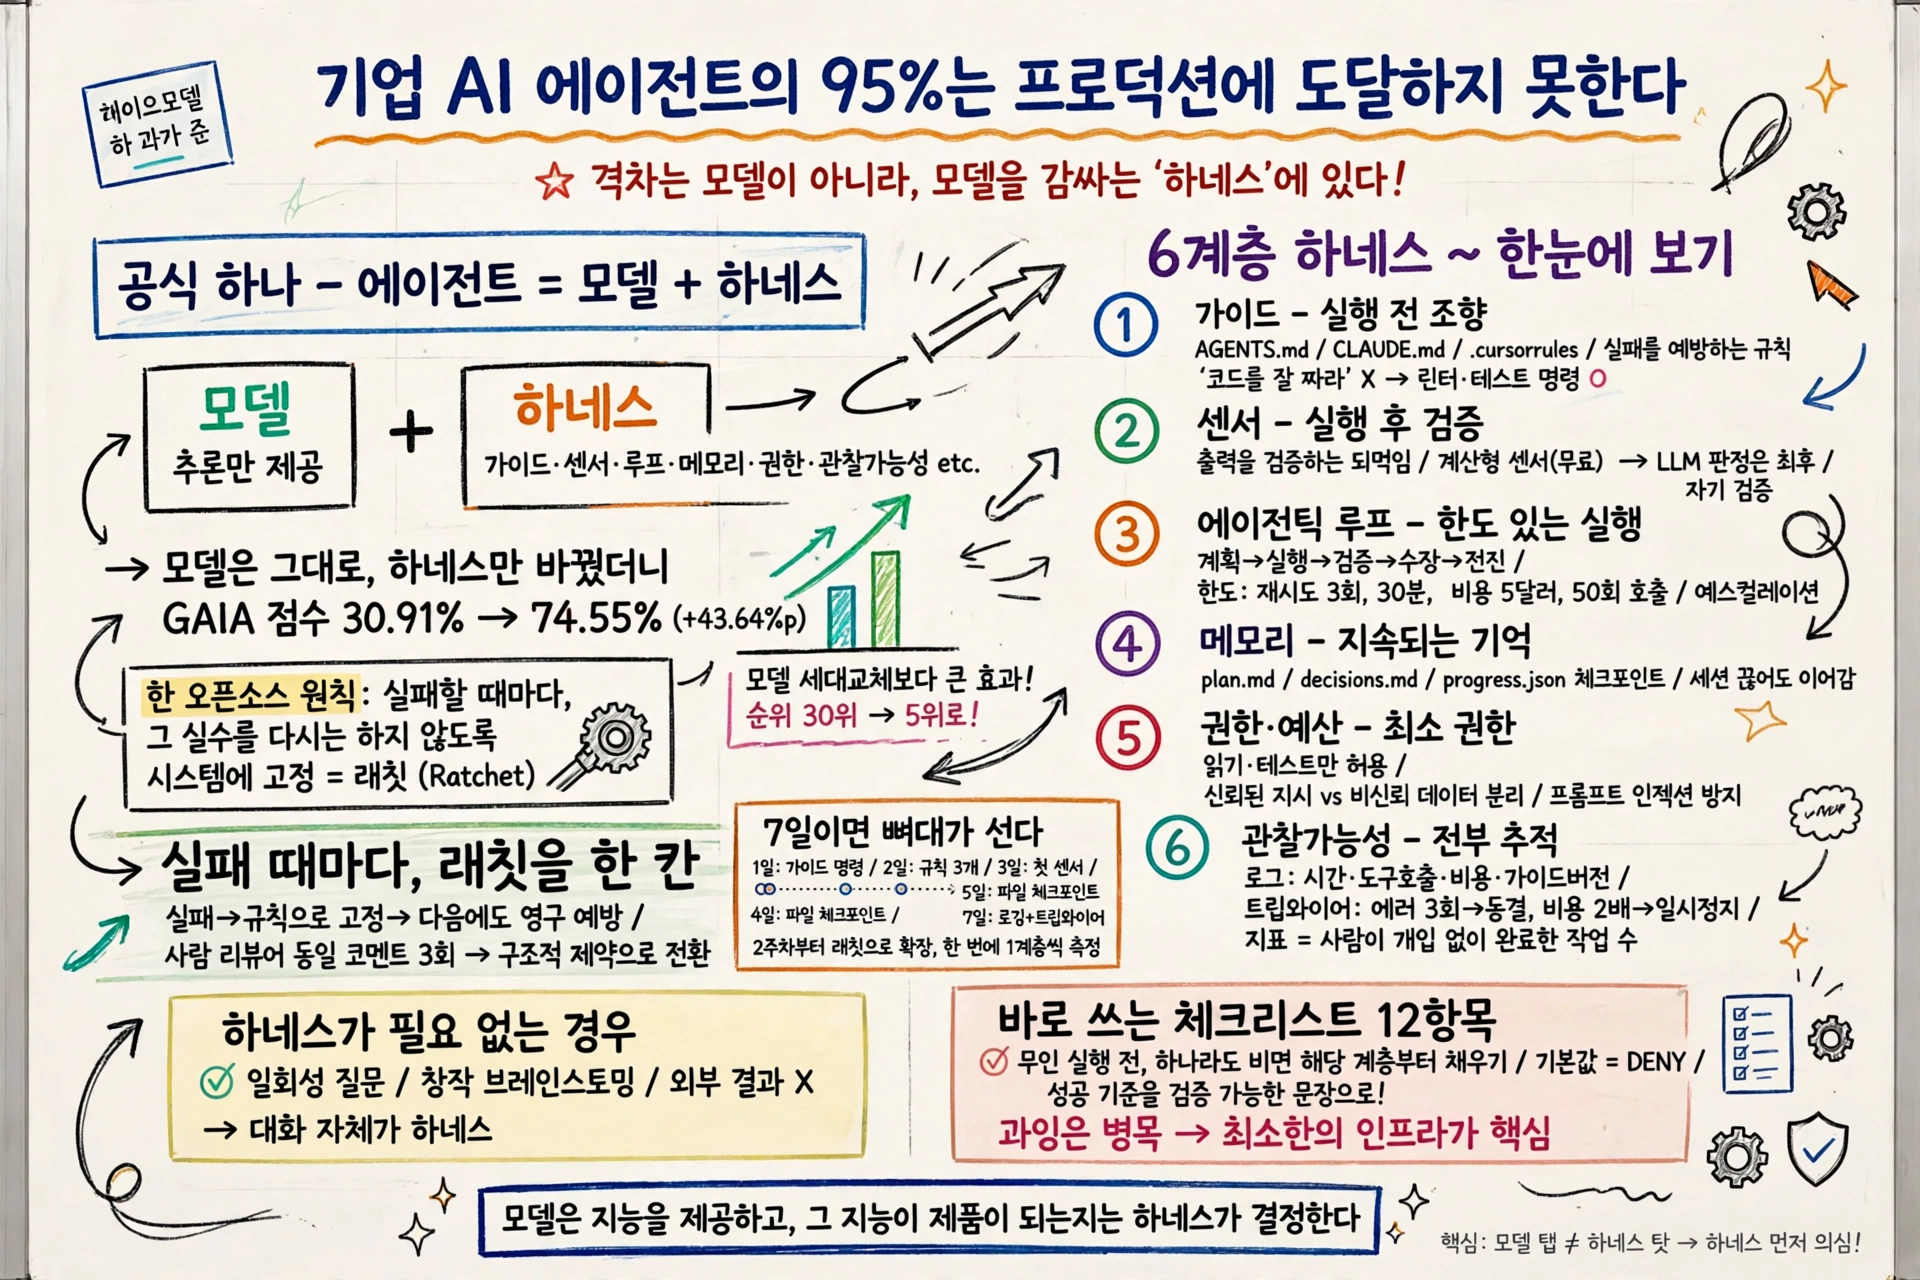 해이으모델
하 과가 준
기업 AI 에이전트의 95%는 프로덕션에 도달하지 못한다
격차는 모델이 아니라, 모델을 감싸는 ‘하네스’에 있다!
공식 하나 – 에이전트 = 모델 + 하네스
모델
추론만 제공
+
하네스
가이드·센서·루프·메모리·권한·관찰가능성 etc.
→ 모델은 그대로, 하네스만 바꿨더니
GAIA 점수 30.91% → 74.55% (+43.64%p)
모델 세대교체보다 큰 효과!
순위 30위 → 5위로!
한 오픈소스 원칙: 실패할 때마다,
그 실수를 다시는 하지 않도록
시스템에 고정 = 래칫 (Ratchet)
실패 때마다, 래칫을 한 칸
실패→규칙으로 고정→ 다음에도 영구 예방 /
사람 리뷰어 동일 코멘트 3회 → 구조적 제약으로 전환
7일이면 뼈대가 선다
1일: 가이드 명령 / 2일: 규칙 3개 / 3일: 첫 센서 /
5일: 파일 체크포인트
4일: 파일 체크포인트 /
7일: 로깅+트립와이어
2주차부터 래칫으로 확장, 한 번에 1계층씩 측정
6계층 하네스 ~ 한눈에 보기
1 가이드 – 실행 전 조향
AGENTS.md / CLAUDE.md / .cursorrules / 실패를 예방하는 규칙
‘코드를 잘 짜라’ X → 린터·테스트 명령 O
2 센서 – 실행 후 검증
출력을 검증하는 되먹임 / 계산형 센서(무료) → LLM 판정은 최후 /
자기 검증
3 에이전틱 루프 – 한도 있는 실행
계획→실행→검증→수장→전진 /
한도: 재시도 3회, 30분, 비용 5달러, 50회 호출 / 예스컬레이션
4 메모리 – 지속되는 기억
plan.md / decisions.md / progress.json 체크포인트 / 세션 끊어도 이어감
5 권한·예산 – 최소 권한
읽기·테스트만 허용 /
신뢰된 지시 vs 비신뢰 데이터 분리 / 프롬프트 인젝션 방지
6 관찰가능성 – 전부 추적
로그: 시간·도구호출·비용·가이드버전 /
트립와이어: 에러 3회→동결, 비용 2배→일시정지 /
지표 = 사람이 개입 없이 완료한 작업 수
하네스가 필요 없는 경우
일회성 질문 / 창작 브레인스토밍 / 외부 결과 X
→ 대화 자체가 하네스
바로 쓰는 체크리스트 12항목
무인 실행 전, 하나라도 비면 해당 계층부터 채우기 / 기본값 = DENY /
성공 기준을 검증 가능한 문장으로!
과잉은 병목 → 최소한의 인프라가 핵심
모델은 지능을 제공하고, 그 지능이 제품이 되는지는 하네스가 결정한다
핵심: 모델 탭 ≠ 하네스 탓 → 하네스 먼저 의심!